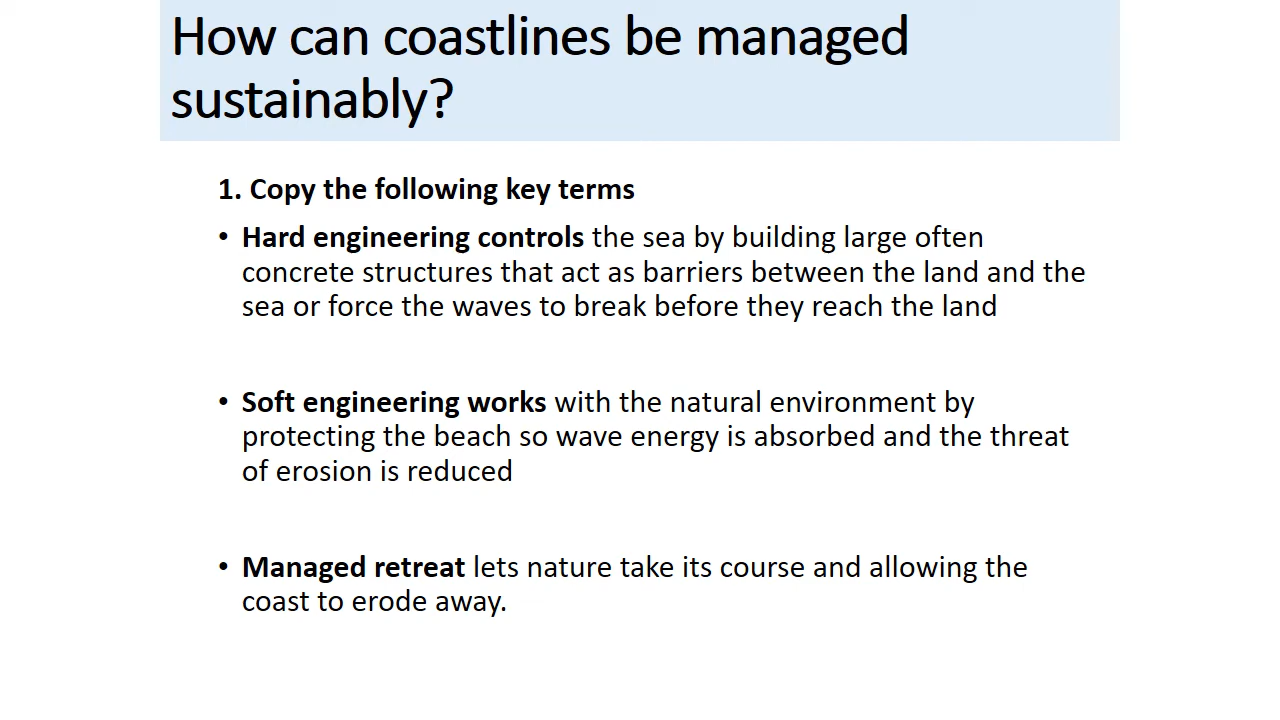 How can coastlines be managed
sustainably?
1. Copy the following key terms
• Hard engineering controls the sea by building large often
concrete structures that act as barriers between the land and the
sea or force the waves to break before they reach the land
• Soft engineering works with the natural environment by
protecting the beach so wave energy is absorbed and the threat
of erosion is reduced
• Managed retreat lets nature take its course and allowing the
coast to erode away.